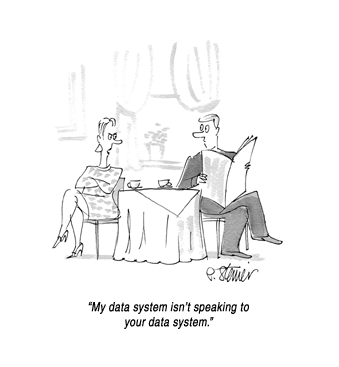 P. Steiner
“My data system isn’t speaking to
your data system.”